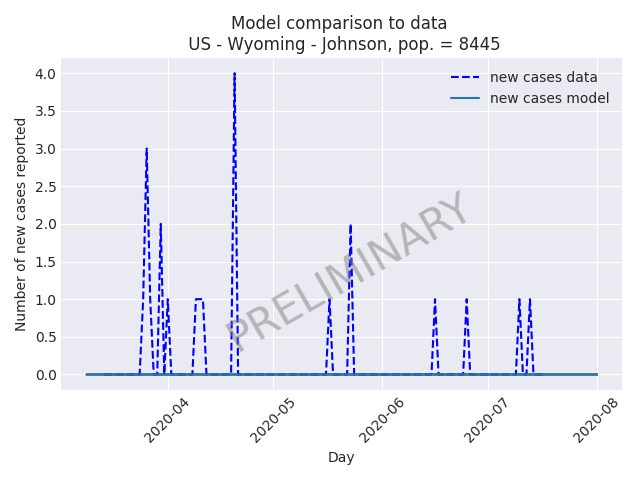 Model comparison to data
US - Wyoming - Johnson, pop. = 8445
new cases data
new cases model
Number of new cases reported
4.0
3.5
3.0
2.5
2.0
1.5
1.0
0.5
0.0
PRELIMINARY
2020-04
2020-05
2020-06
2020-07
2020-08
Day